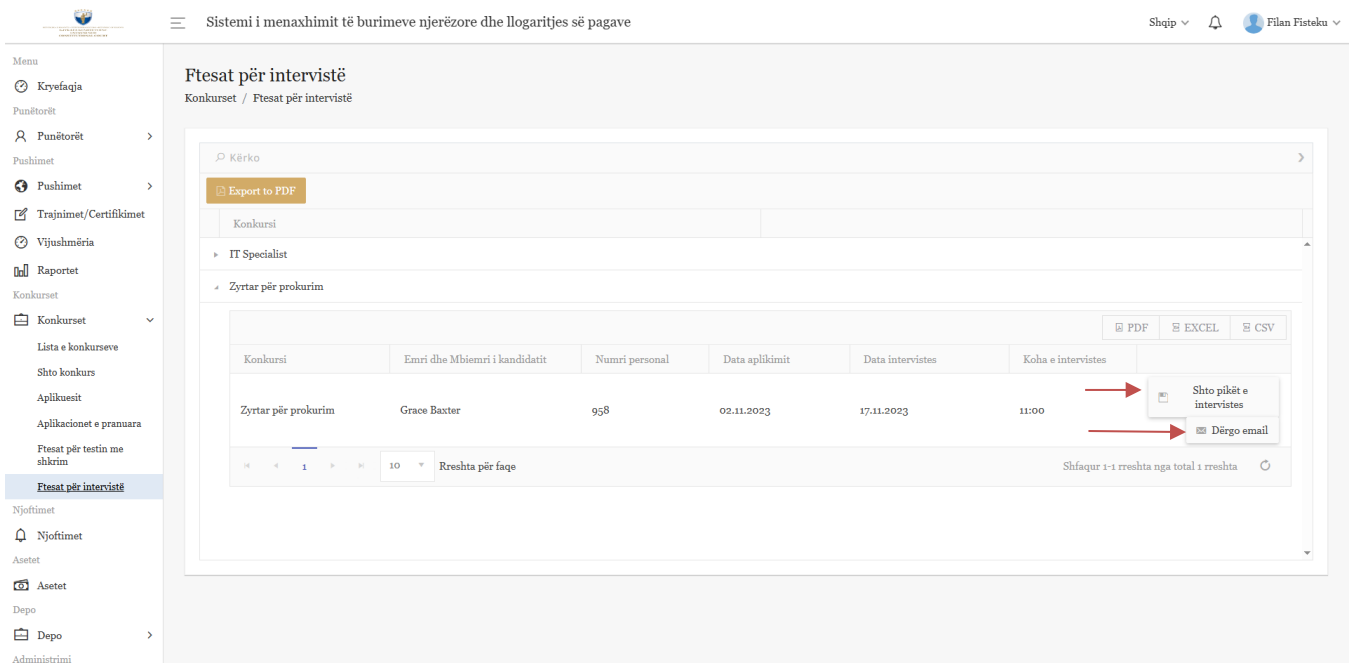 Sistemi i menaxhimit të burimeve njerëzore dhe llogaritjes së pagave
Shqip
Filan Fisteku
Menu
Kryefaqja
Punëtorët
Punëtorët
Pushimet
Pushimet
Trajnimet/Certifikimet
Vijushmëria
Raportet
Konkurset
Konkurset
Lista e konkurseve
Shto konkurs
Aplikuesit
Aplikacionet e pranuara
Ftesat për testin me
shkrim
Ftesat për intervistë
Njoftimet
Njoftimet
Asetet
Asetet
Depo
Depo
Administrimi
Ftesat për intervistë
Konkurset / Ftesat për intervistë
Kërko
Export to PDF
Konkursi
IT Specialist
Zyrtar për prokurim
PDF EXCEL CSV
Konkursi Emri dhe Mbiemri i kandidatit Numri personal Data aplikimit Data intervistes Koha e intervistes
Zyrtar për prokurim Grace Baxter 958 02.11.2023 17.11.2023 11:00
Shto pikët e
intervistes
Dërgo email
1 10 Rreshta për faqe Shfaqur 1-1 rreshta nga total 1 rreshta